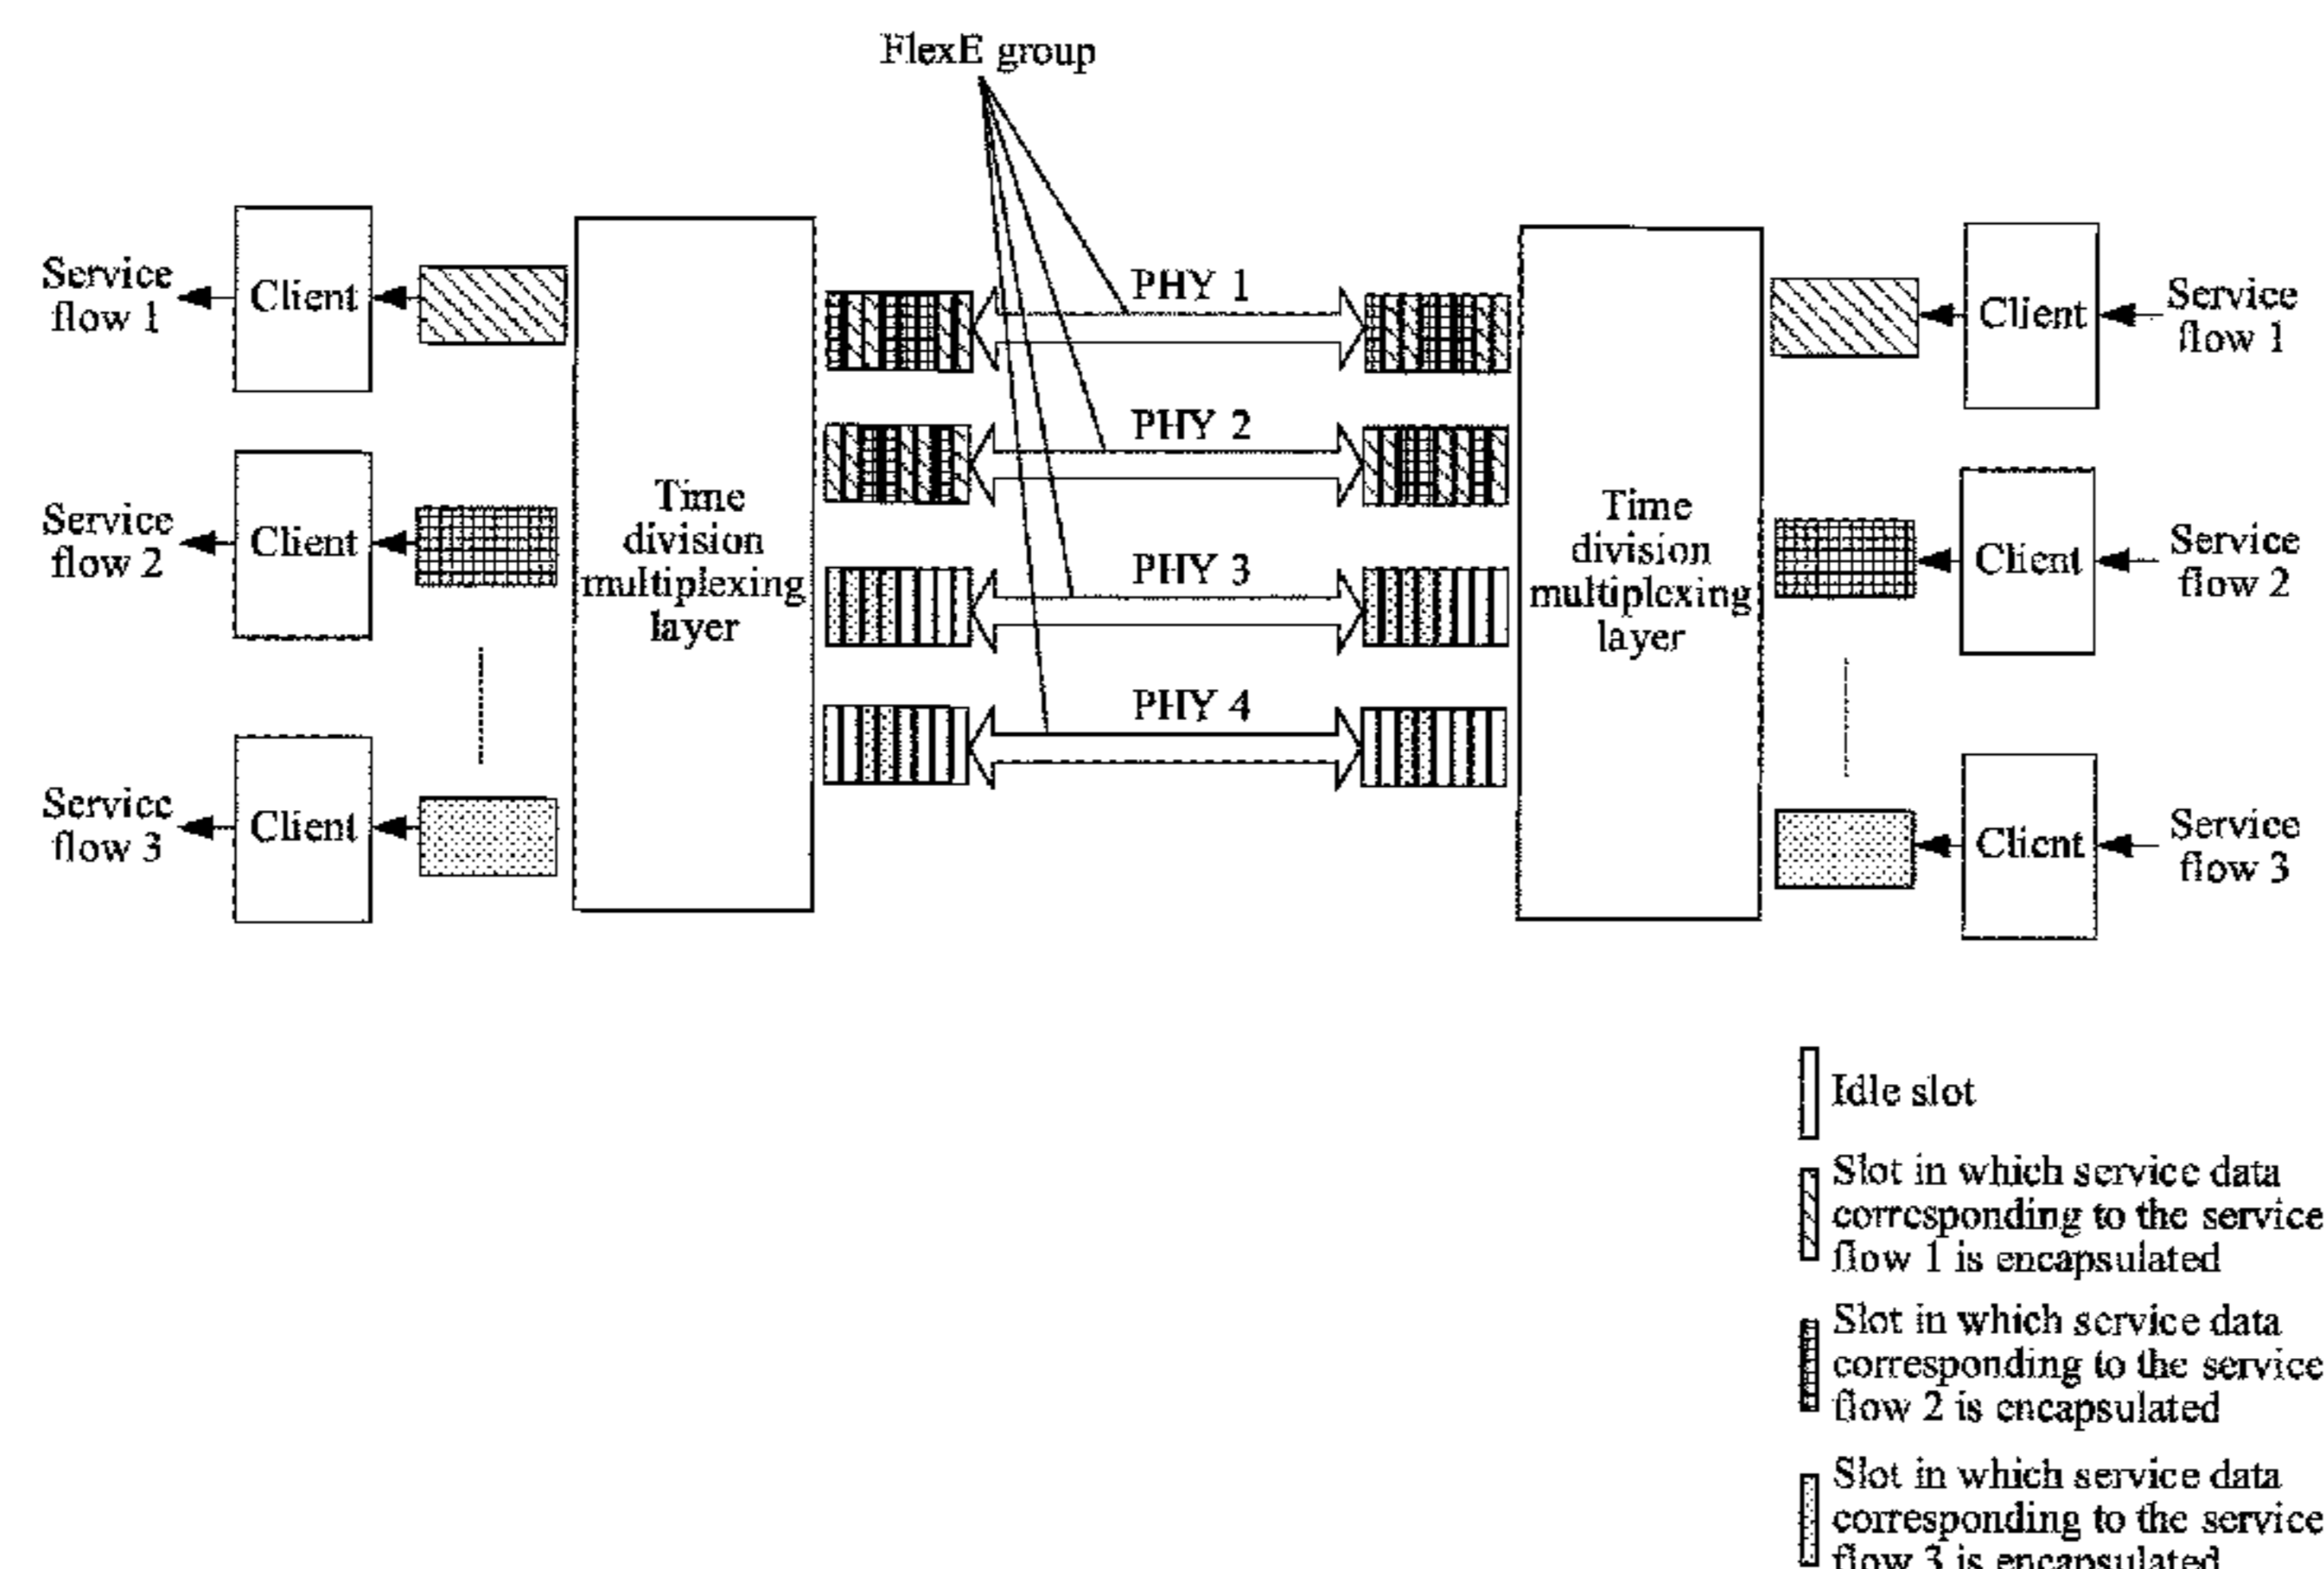 FlexE group
Service
flow 1
Client
PHY 1
Client
Service
flow 1
PHY 2
Service
flow 2
Client
Time
division
multiplexing
layer
PHY 3
Time
division
multiplexing
layer
Client
Service
flow 2
PHY 4
Service
flow 3
Client
Client
Service
flow 3
Idle slot
Slot in which service data
corresponding to the service
flow 1 is encapsulated
Slot in which service data
corresponding to the service
flow 2 is encapsulated
Slot in which service data
corresponding to the service
flow 3 is encapsulated